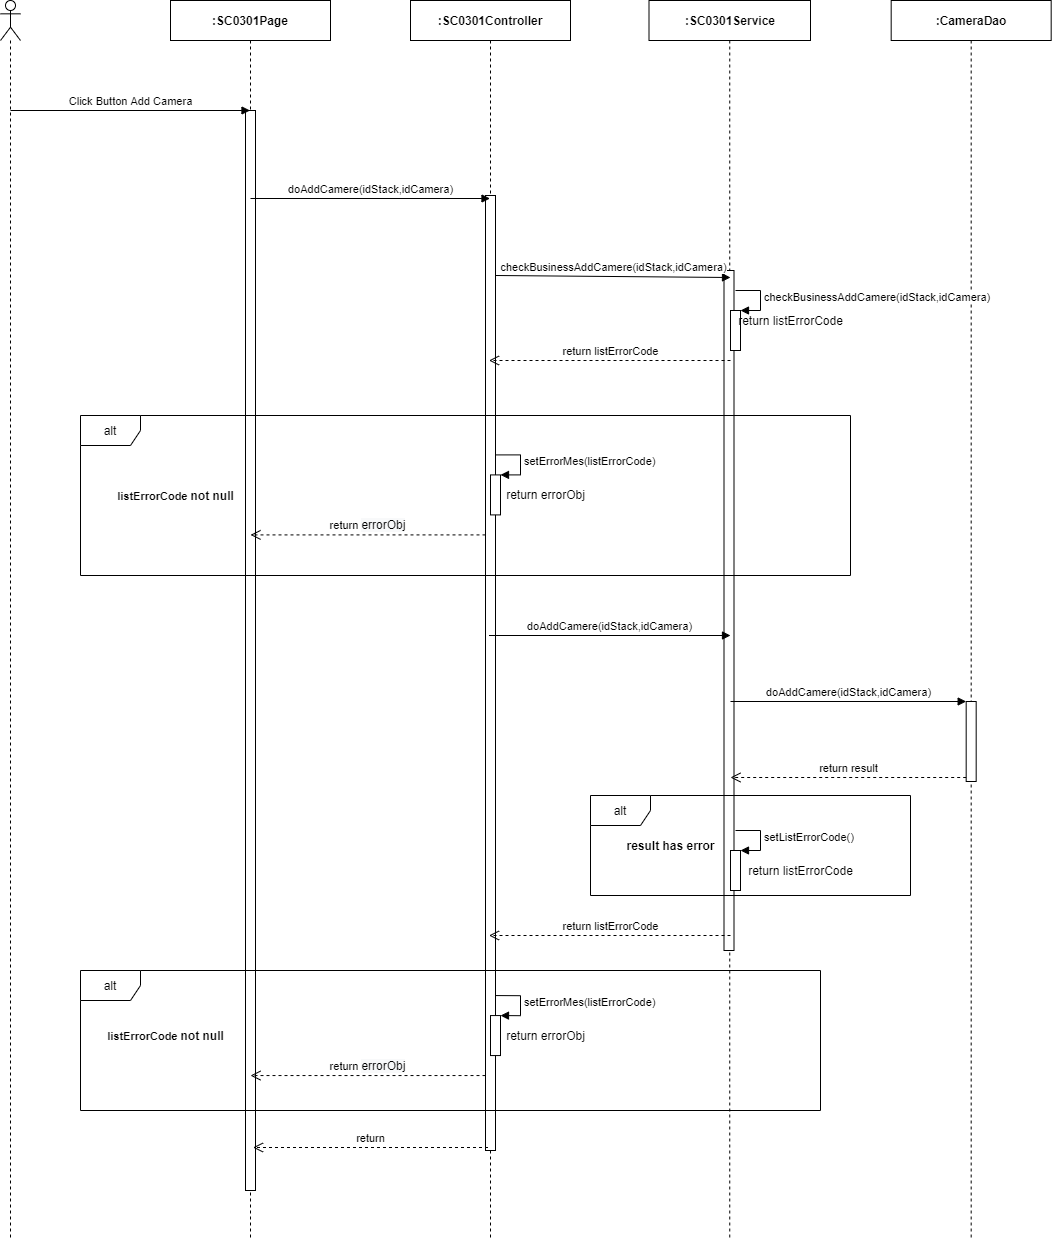 :SC0301Page
:SC0301Controller
:SC0301Service
:CameraDao
Click Button Add Camera
doAddCamere(idStack,idCamera)
checkBusinessAddCamere(idStack,idCamera)
checkBusinessAddCamere(idStack,idCamera)
return listErrorCode
return listErrorCode
alt
setErrorMes(listErrorCode)
listErrorCode not null
return errorObj
return errorObj
doAddCamere(idStack,idCamera)
doAddCamere(idStack,idCamera)
return result
alt
setListErrorCode()
result has error
return listErrorCode
return listErrorCode
alt
setErrorMes(listErrorCode)
listErrorCode not null
return errorObj
return errorObj
return